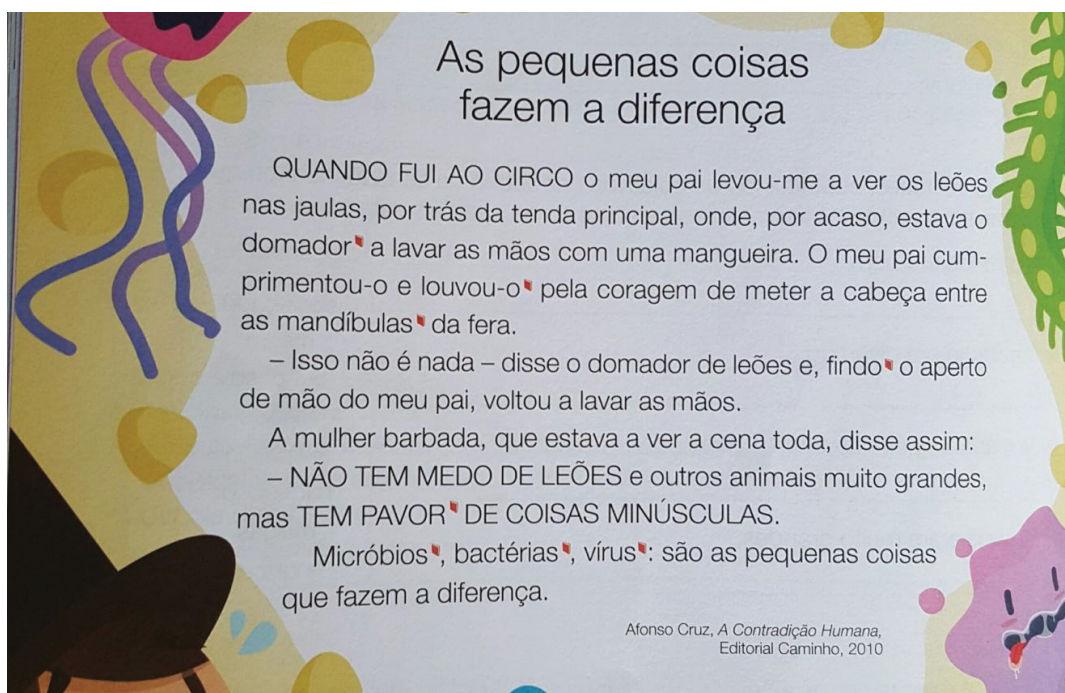 As pequenas coisas
fazem a diferença
QUANDO FUI AO CIRCO o meu pai levou-me a ver os leões
nas jaulas, por trás da tenda principal, onde, por acaso, estava o
domador a lavar as mãos com uma mangueira. O meu pai cum-
primentou-o e louvou-o pela coragem de meter a cabeça entre
as mandíbulas da fera.
– Isso não é nada – disse o domador de leões e, findo o aperto
de mão do meu pai, voltou a lavar as mãos.
A mulher barbada, que estava a ver a cena toda, disse assim:
– NÃO TEM MEDO DE LEÕES e outros animais muito grandes,
mas TEM PAVOR DE COISAS MINÚSCULAS.
Micróbios, bactérias, vírus: são as pequenas coisas
que fazem a diferença.
Afonso Cruz, A Contradição Humana,
Editorial Caminho, 2010